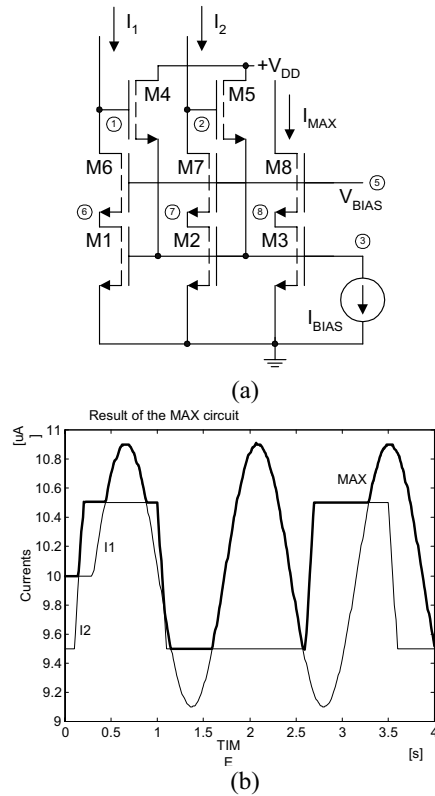 I1 I2
+VDD
M4 M5
1 2 IMAX
M6 M7 M8
5
VBIAS
6 7 8
3
M1 M2 M3
IBIAS
(a)
Result of the MAX circuit
[uA
]
11
10.8
10.6
10.4
10.2
10
9.8
9.6
9.4
9.2
9
Currents
MAX
I1
I2
0 0.5 1 1.5 2 2.5 3 3.5 4
TIM
E
[s]
(b)